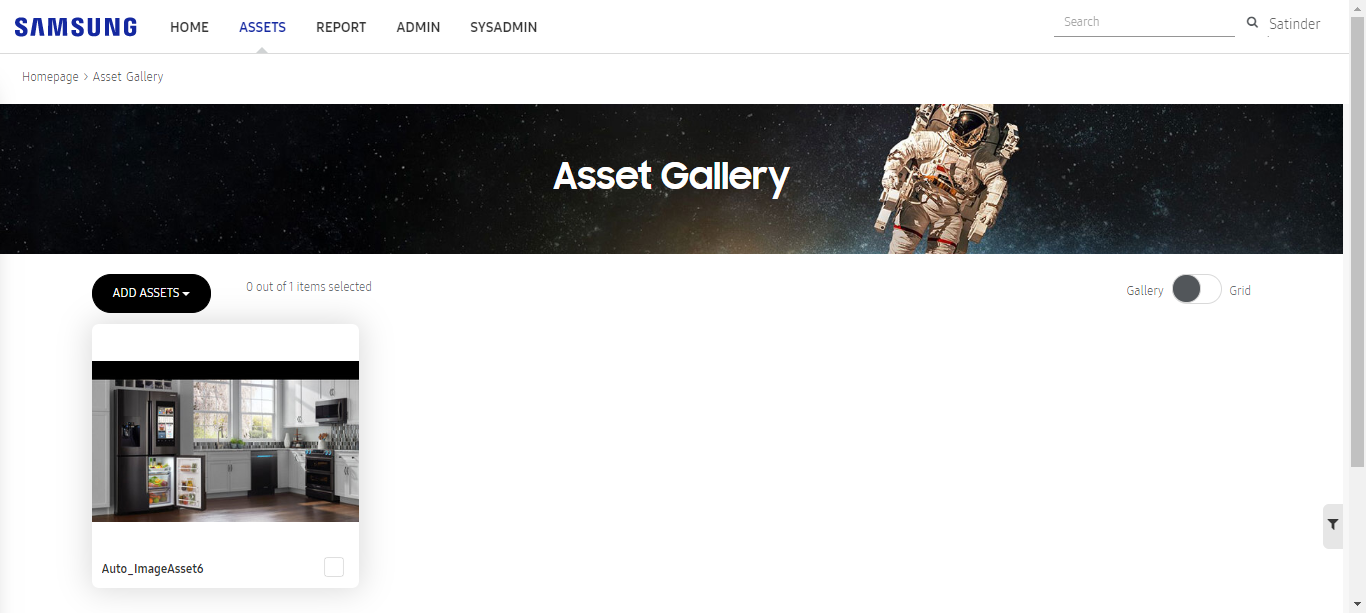 SAMSUNG HOME ASSETS REPORT ADMIN SYSADMIN Search Satinder
Homepage > Asset Gallery
Asset Gallery
ADD ASSETS 0 out of 1 items selected Gallery Grid
Auto_ImageAsset6